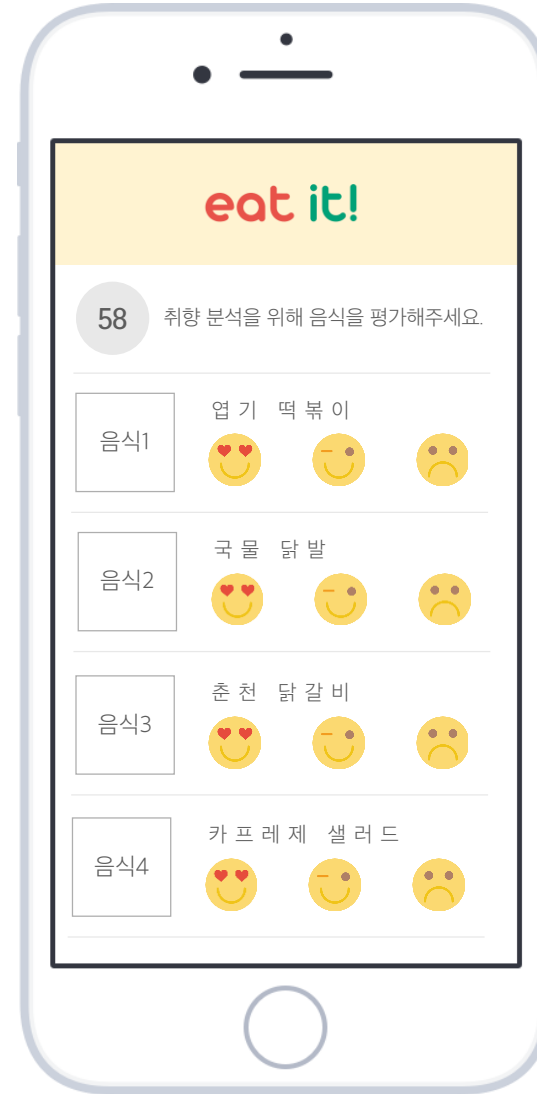 eat it!
58 취향 분석을 위해 음식을 평가해주세요.
엽기 떡볶이
음식1
국물 닭발
음식2
춘천 닭갈비
음식3
카프레제 샐러드
음식4